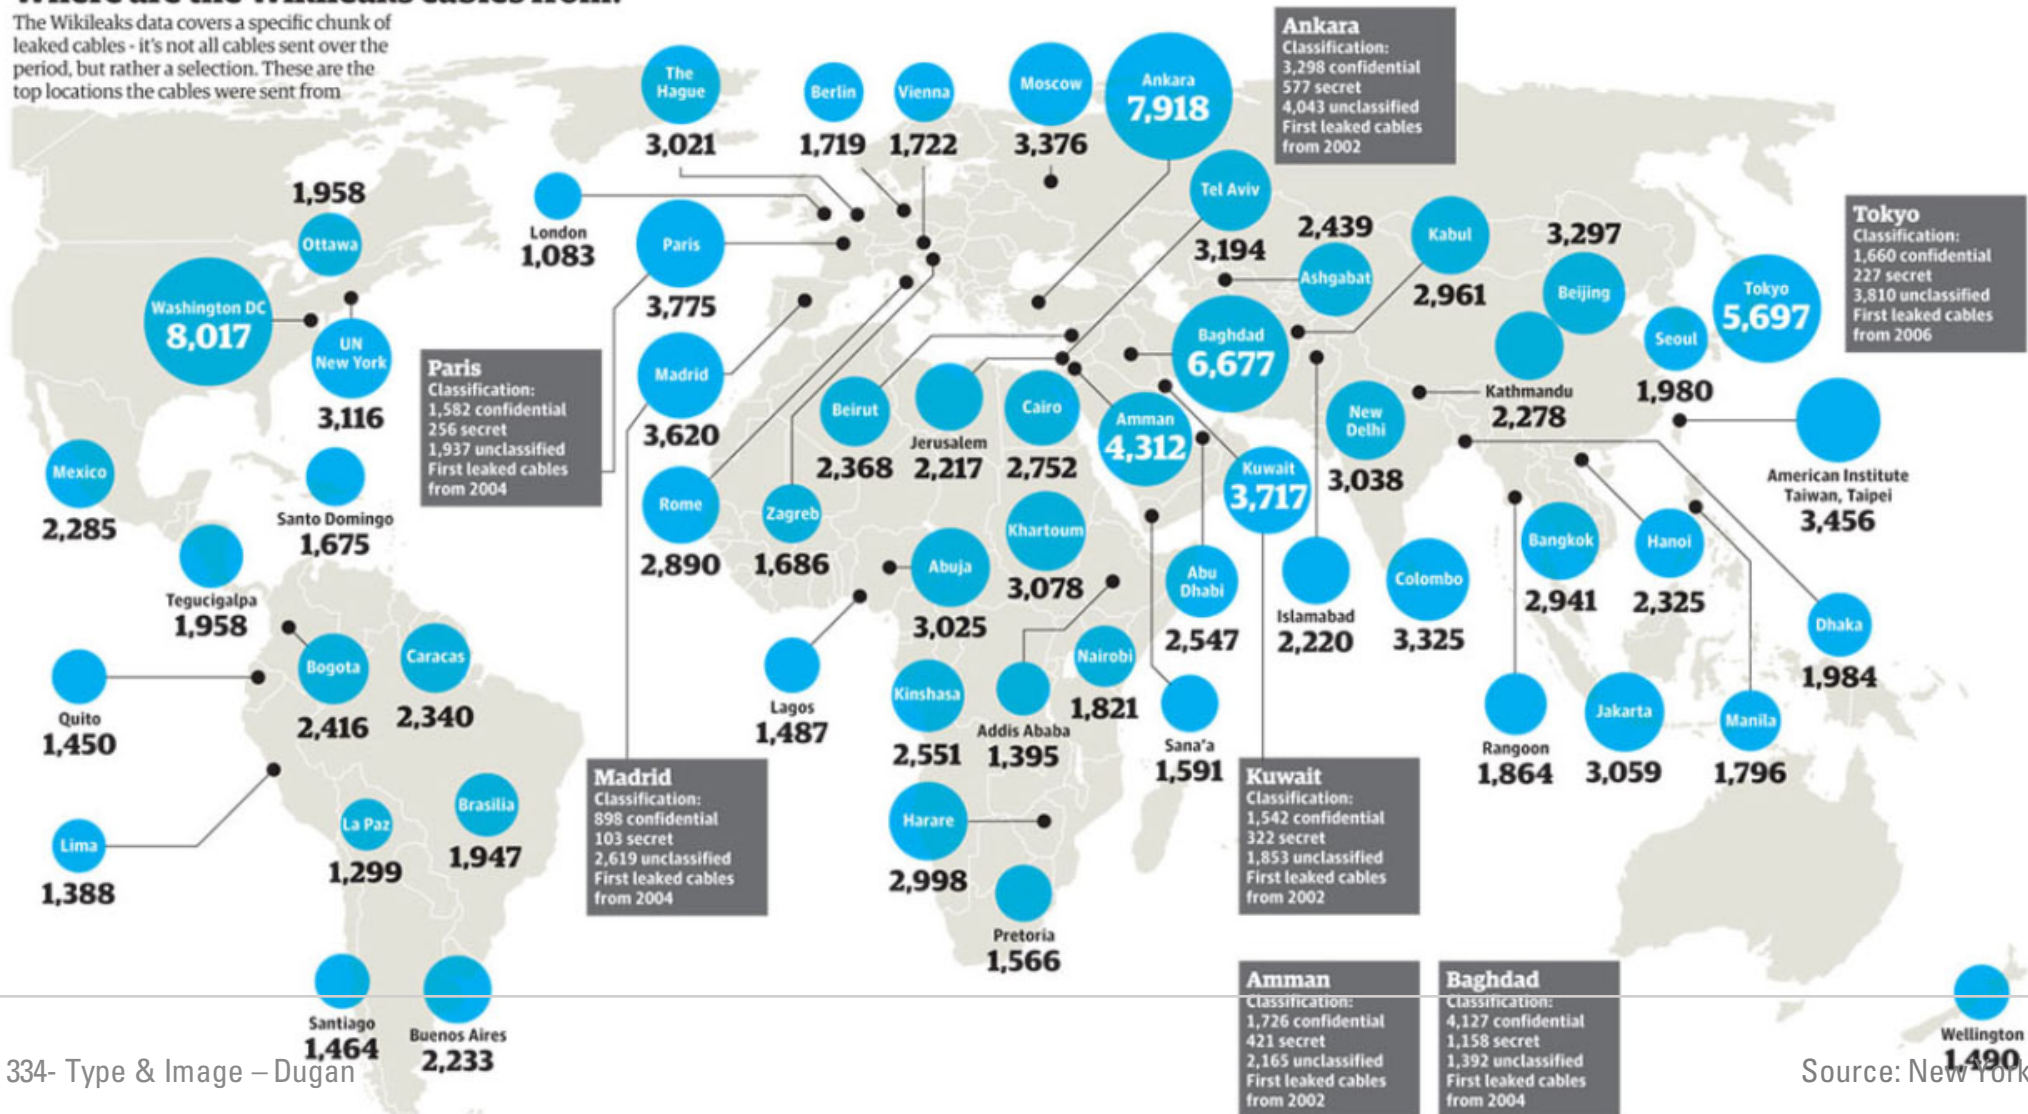 The Wikileaks data covers a specific chunk of
leaked cables - it's not all cables sent over the
period, but rather a selection. These are the
top locations the cables were sent from
The
Hague
3,021
Berlin
1,719
Vienna
1,722
Moscow
3,376
Ankara
7,918
Ankara
Classification:
3,298 confidential
577 secret
4,043 unclassified
First leaked cables
from 2002
1,958
Ottawa
London
1,083
Paris
3,775
Tel Aviv
3,194
2,439
Ashgabat
Kabul
2,961
3,297
Beijing
Tokyo
5,697
Tokyo
Classification:
1,660 confidential
227 secret
3,810 unclassified
First leaked cables
from 2006
Washington DC
8,017
UN
New York
3,116
Paris
Classification:
1,582 confidential
256 secret
1,937 unclassified
First leaked cables
from 2004
Madrid
3,620
Baghdad
6,677
Kathmandu
2,278
Seoul
1,980
Beirut
2,368
Jerusalem
2,217
Cairo
2,752
Amman
4,312
Kuwait
3,717
New
Delhi
3,038
American Institute
Taiwan, Taipei
3,456
Mexico
2,285
Santo Domingo
1,675
Tegucigalpa
1,958
Rome
2,890
Zagreb
1,686
Abuja
3,025
Khartoum
3,078
Abu
Dhabi
2,547
Islamabad
2,220
Colombo
3,325
Bangkok
2,941
Hanoi
2,325
Dhaka
1,984
Quito
1,450
Bogota
2,416
Caracas
2,340
Lagos
1,487
Kinshasa
2,551
Addis Ababa
1,395
Nairobi
1,821
Sana'a
1,591
Rangoon
1,864
Jakarta
3,059
Manila
1,796
Lima
1,388
La Paz
1,299
Brasilia
1,947
Madrid
Classification:
898 confidential
103 secret
2,619 unclassified
First leaked cables
from 2004
Harare
2,998
Pretoria
1,566
Kuwait
Classification:
1,542 confidential
322 secret
1,853 unclassified
First leaked cables
from 2002
Santiago
1,464
Buenos Aires
2,233
Amman
Classification:
1,726 confidential
421 secret
2,165 unclassified
First leaked cables
from 2002
Baghdad
Classification:
4,127 confidential
1,158 secret
1,392 unclassified
First leaked cables
from 2004
Wellington
1,490
334- Type & Image – Dugan
Source: New York